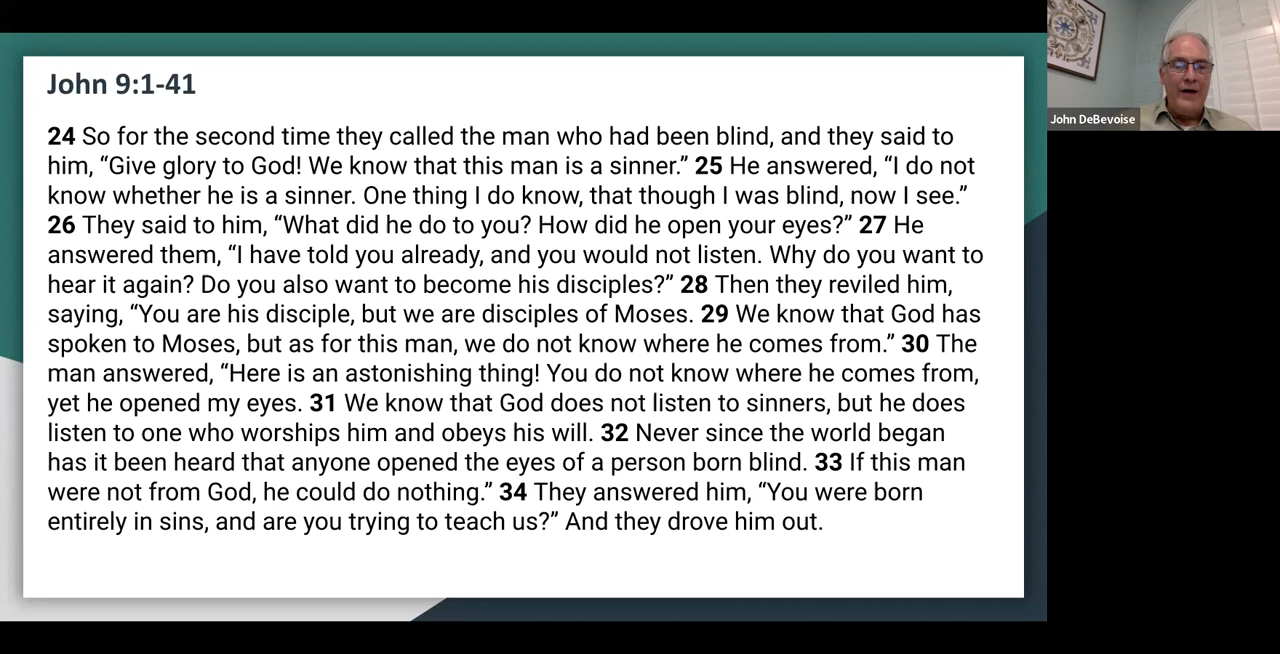 John 9:1-41
24 So for the second time they called the man who had been blind, and they said to
him, “Give glory to God! We know that this man is a sinner.” 25 He answered, “I do not
know whether he is a sinner. One thing I do know, that though I was blind, now I see.”
26 They said to him, “What did he do to you? How did he open your eyes?” 27 He
answered them, “I have told you already, and you would not listen. Why do you want to
hear it again? Do you also want to become his disciples?” 28 Then they reviled him,
saying, “You are his disciple, but we are disciples of Moses. 29 We know that God has
spoken to Moses, but as for this man, we do not know where he comes from.” 30 The
man answered, “Here is an astonishing thing! You do not know where he comes from,
yet he opened my eyes. 31 We know that God does not listen to sinners, but he does
listen to one who worships him and obeys his will. 32 Never since the world began
has it been heard that anyone opened the eyes of a person born blind. 33 If this man
were not from God, he could do nothing.” 34 They answered him, “You were born
entirely in sins, and are you trying to teach us?” And they drove him out.
John DeBevoise